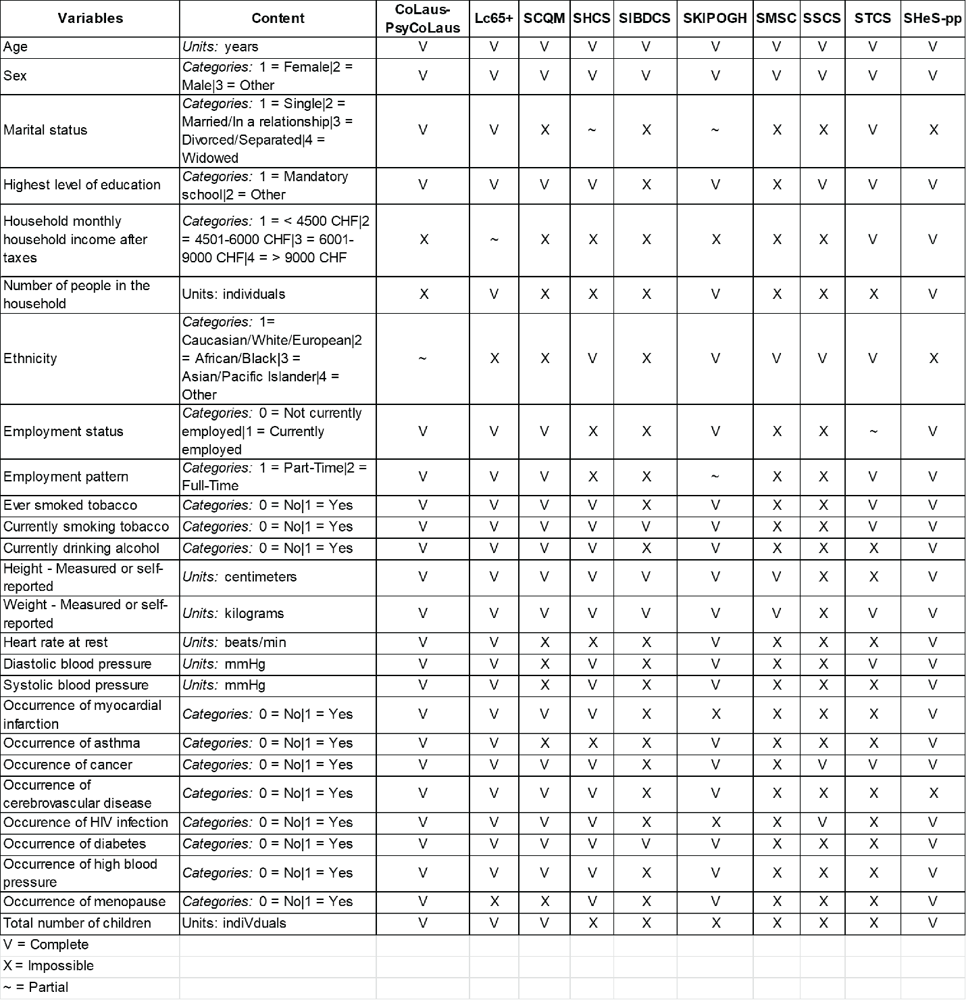 Variables Content CoLaus-PsyCoLaus Lc65+ SCQM SHCS SIBDCS SKIPOGH SMSC SSCS STCS SHeS-pp
Age Units: years V V V V V V V V V V
Sex Categories: 1 = Female|2 = Male|3 = Other V V V V V V V V V V
Marital status Categories: 1 = Single|2 = Married/In a relationship|3 = Divorced/Separated|4 = Widowed V V X ~ X ~ X X V X
Highest level of education Categories: 1 = Mandatory school|2 = Other V V V V X V X V V V
Household monthly household income after taxes Categories: 1 = < 4500 CHF|2 = 4501-6000 CHF|3 = 6001-9000 CHF|4 = > 9000 CHF X ~ X X X X X X V V
Number of people in the household Units: individuals X V X X X V X X X V
Ethnicity Categories: 1= Caucasian/White/European|2 = African/Black|3 = Asian/Pacific Islander|4 = Other ~ X X V X V V V V X
Employment status Categories: 0 = Not currently employed|1 = Currently employed V V V X X V X X ~ V
Employment pattern Categories: 1 = Part-Time|2 = Full-Time V V V X X ~ X X V V
Ever smoked tobacco Categories: 0 = No|1 = Yes V V V V X V X X V V
Currently smoking tobacco Categories: 0 = No|1 = Yes V V V V V V X X V V
Currently drinking alcohol Categories: 0 = No|1 = Yes V V V V X V X X X V
Height - Measured or self-reported Units: centimeters V V V V V V V X X V
Weight - Measured or self-reported Units: kilograms V V V V V V V X V V
Heart rate at rest Units: beats/min V V X X X V X X X V
Diastolic blood pressure Units: mmHg V V X V X V X X V V
Systolic blood pressure Units: mmHg V V X V X V X X X V
Occurrence of myocardial infarction Categories: 0 = No|1 = Yes V V V V X X X X X V
Occurrence of asthma Categories: 0 = No|1 = Yes V V X X X V X X X V
Occurence of cancer Categories: 0 = No|1 = Yes V V V V X V X V V V
Occurrence of cerebrovascular disease Categories: 0 = No|1 = Yes V V V V X V X X X X
Occurence of HIV infection Categories: 0 = No|1 = Yes V V V V X X X V X V
Occurrence of diabetes Categories: 0 = No|1 = Yes V V V V V V X X X V
Occurrence of high blood pressure Categories: 0 = No|1 = Yes V V V V X V X X X V
Occurrence of menopause Categories: 0 = No|1 = Yes V X X V X V X X X V
Total number of children Units: indiVduals V V V X X X X X X V
V = Complete
X = Impossible
~ = Partial